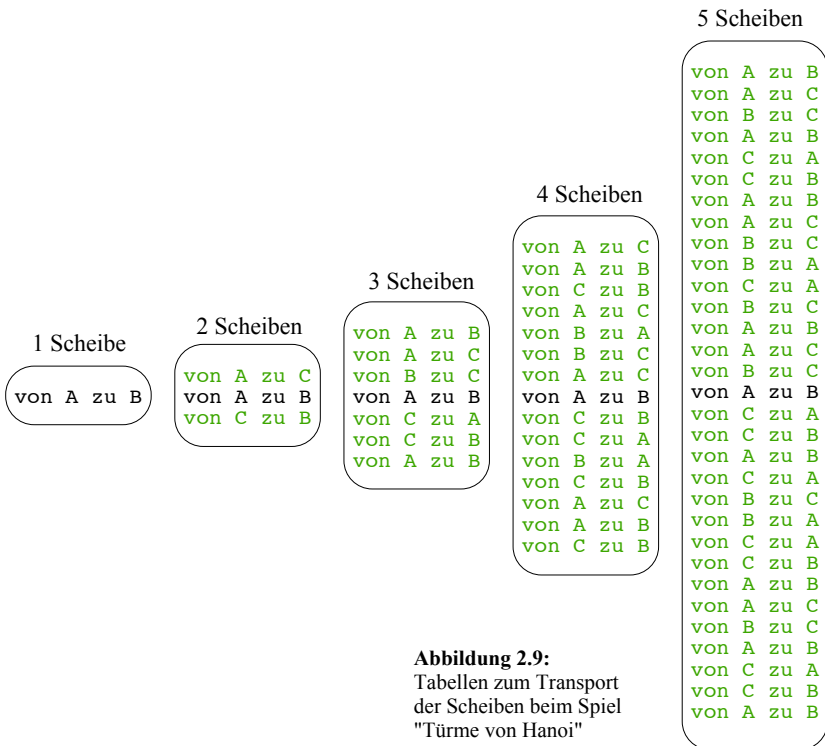 1 Scheibe
von A zu B
2 Scheiben
von A zu C
von A zu B
von C zu B
3 Scheiben
von A zu B
von A zu C
von B zu C
von A zu B
von C zu A
von C zu B
von A zu B
4 Scheiben
von A zu C
von A zu B
von C zu B
von A zu C
von B zu A
von B zu C
von A zu C
von A zu B
von C zu B
von C zu A
von B zu A
von C zu B
von A zu C
von A zu B
von C zu B
5 Scheiben
von A zu B
von A zu C
von B zu C
von A zu B
von C zu A
von C zu B
von A zu B
von A zu C
von B zu C
von B zu A
von C zu A
von B zu C
von A zu B
von A zu C
von B zu C
von A zu B
von C zu A
von C zu B
von A zu B
von C zu A
von B zu C
von B zu A
von C zu A
von C zu B
von A zu B
von A zu C
von B zu C
von A zu B
von C zu A
von C zu B
von A zu B
Abbildung 2.9:
Tabellen zum Transport
der Scheiben beim Spiel
"Türme von Hanoi"